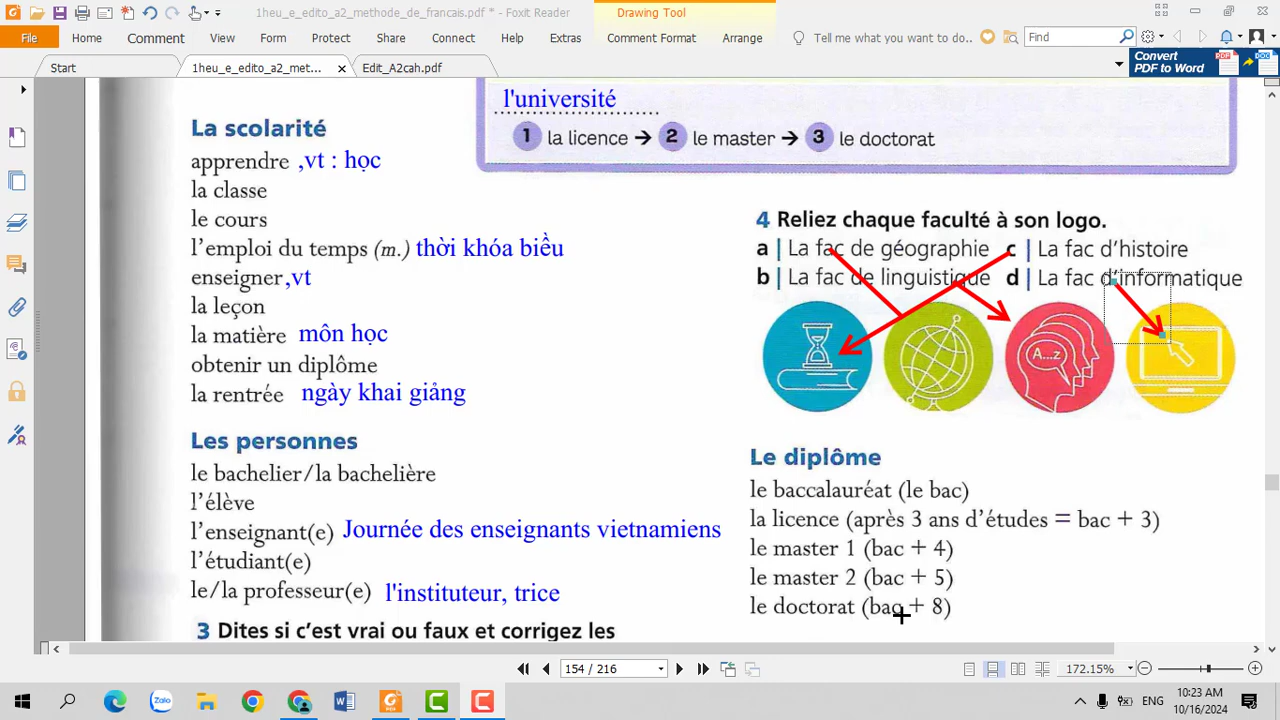 1heu_e_edito_a2_methode_de_francais.pdf * - Foxit Reader
Drawing Tool
File Home Comment View Form Protect Share Connect Help Extras Comment Format Arrange Tell me what you want to do.. Find
Start 1heu_e_edito_a2_met... Edit_A2cah.pdf
Convert PDF to Word
l'université
1 la licence → 2 le master → 3 le doctorat
La scolarité
apprendre ,vt : học
la classe
le cours
l'emploi du temps (m.) thời khóa biểu
enseigner,vt
la leçon
la matière môn học
obtenir un diplôme
la rentrée ngày khai giảng
Les personnes
le bachelier/la bachelière
l'élève
l'enseignant(e) Journée des enseignants vietnamiens
l'étudiant(e)
le/la professeur(e) l'instituteur, trice
3 Dites si c'est vrai ou faux et corrigez les
4 Reliez chaque faculté à son logo.
a | La fac de géographie c | La fac d'histoire
b | La fac de linguistique d | La fac d'informatique
A...z
Le diplôme
le baccalauréat (le bac)
la licence (après 3 ans d'études = bac + 3)
le master 1 (bac + 4)
le master 2 (bac + 5)
le doctorat (bac + 8)
154 / 216
172.15%
Zalo
ENG
10:23 AM
10/16/2024